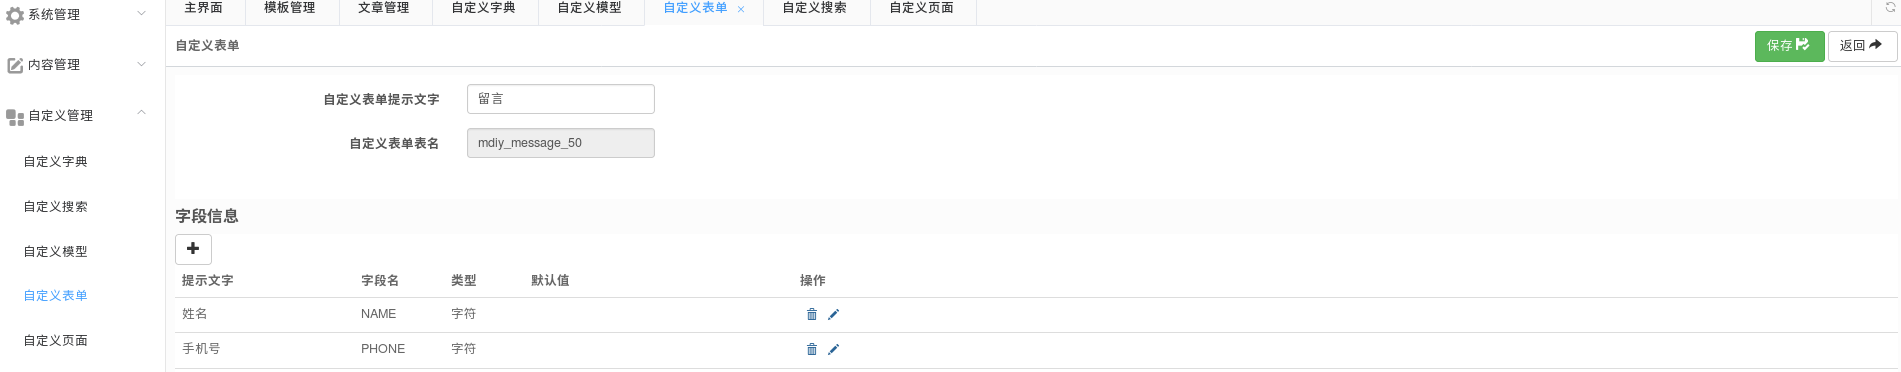 系统管理
内容管理
自定义管理
自定义字典
自定义搜索
自定义模型
自定义表单
自定义页面
主界面 模板管理 文章管理 自定义字典 自定义模型 自定义表单 × 自定义搜索 自定义页面
自定义表单 保存 返回
自定义表单提示文字 留言
自定义表单表名 mdiy_message_50
字段信息
提示文字 字段名 类型 默认值 操作
姓名 NAME 字符
手机号 PHONE 字符